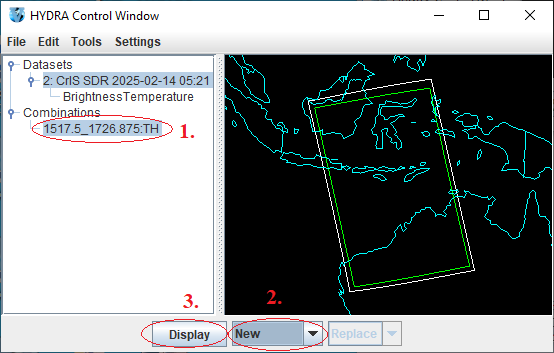 HYDRA Control Window
File Edit Tools Settings
Datasets
2: CrIS SDR 2025-02-14 05:21
BrightnessTemperature
Combinations
1517.5_1726.875:TH 1.
3. 2.
Display New Replace